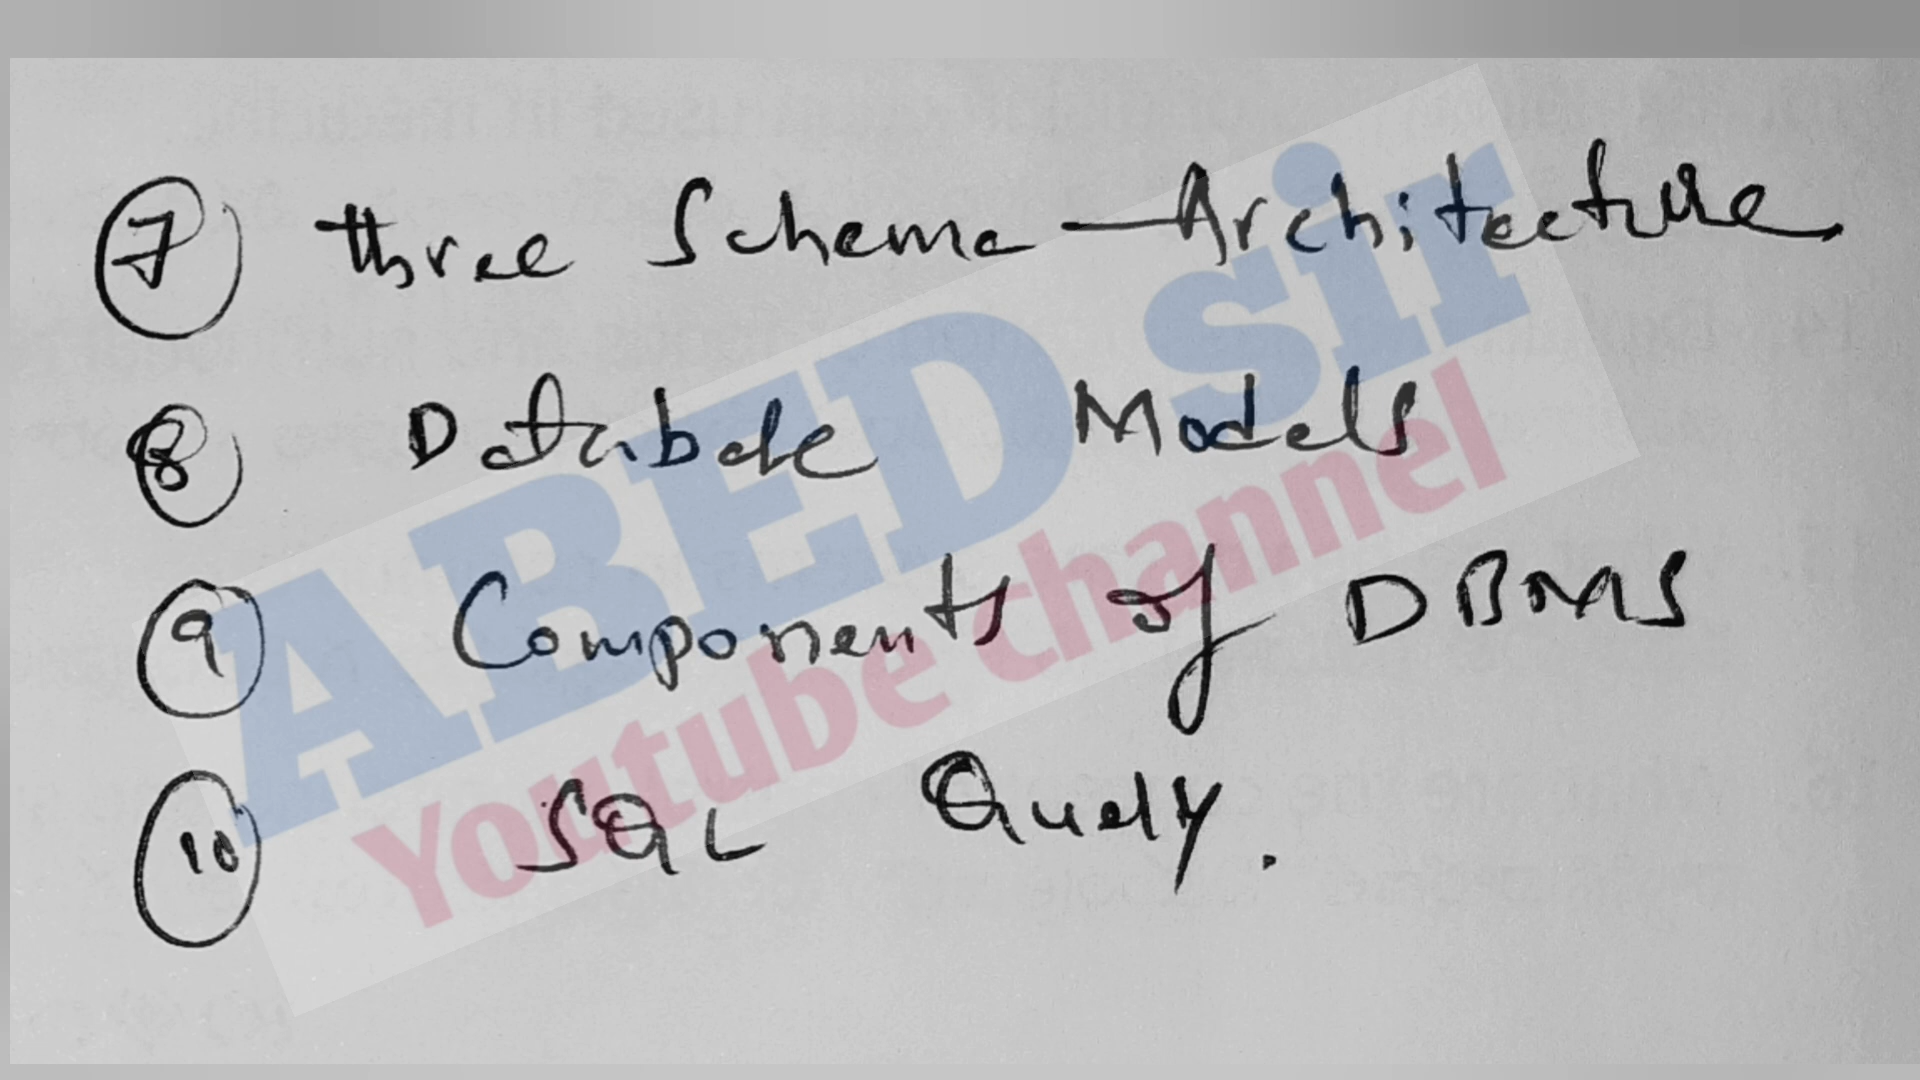 7 Three Schema Architecture
8 Database Models
9 Components of DBMS
10 SQL Query.
ABED sir
Youtube channel